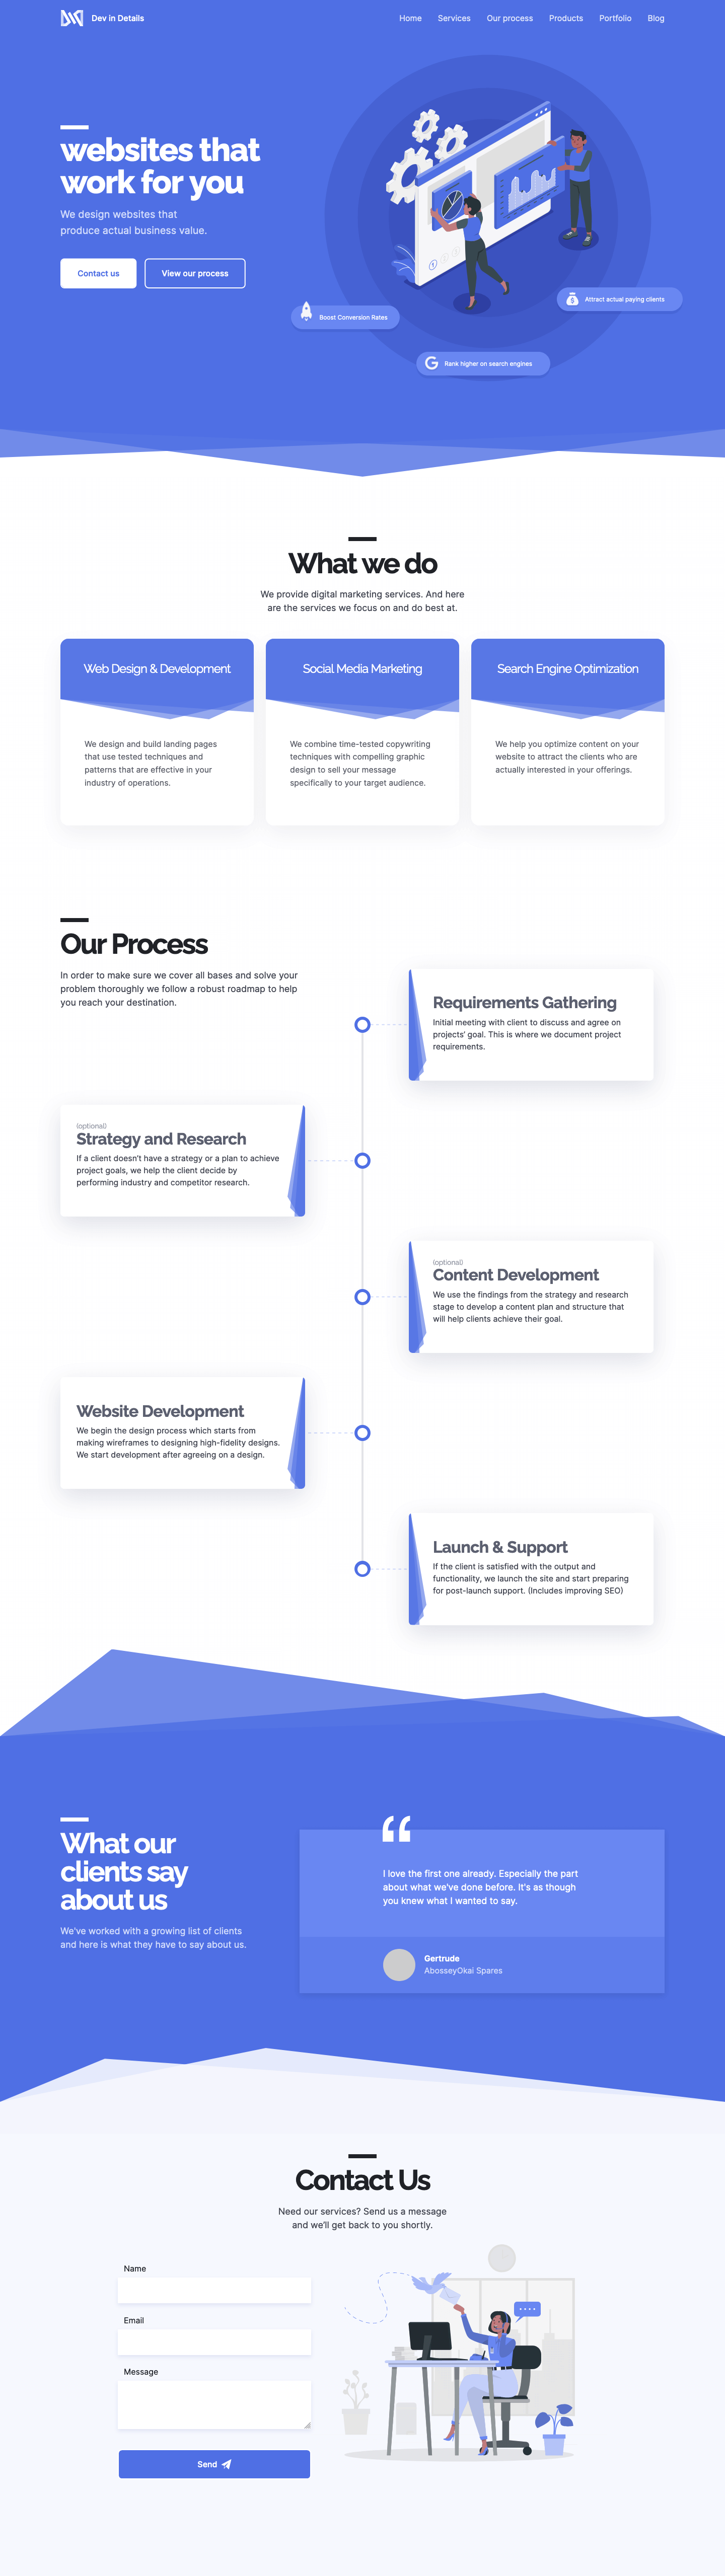 Dev in Details
Home Services Our process Products Portfolio Blog
websites that
work for you
We design websites that
produce actual business value.
Contact us
View our process
Boost Conversion Rates
Attract actual paying clients
Rank higher on search engines
What we do
We provide digital marketing services. And here
are the services we focus on and do best at.
Web Design & Development
We design and build landing pages
that use tested techniques and
patterns that are effective in your
industry of operations.
Social Media Marketing
We combine time-tested copywriting
techniques with compelling graphic
design to sell your message
specifically to your target audience.
Search Engine Optimization
We help you optimize content on your
website to attract the clients who are
actually interested in your offerings.
Our Process
In order to make sure we cover all bases and solve your
problem thoroughly we follow a robust roadmap to help
you reach your destination.
Requirements Gathering
Initial meeting with client to discuss and agree on
projects' goal. This is where we document project
requirements.
(optional)
Strategy and Research
If a client doesn't have a strategy or a plan to achieve
project goals, we help the client decide by
performing industry and competitor research.
(optional)
Content Development
We use the findings from the strategy and research
stage to develop a content plan and structure that
will help clients achieve their goal.
Website Development
We begin the design process which starts from
making wireframes to designing high-fidelity designs.
We start development after agreeing on a design.
Launch & Support
If the client is satisfied with the output and
functionality, we launch the site and start preparing
for post-launch support. (Includes improving SEO)
What our
clients say
about us
We've worked with a growing list of clients
and here is what they have to say about us.
“
I love the first one already. Especially the part
about what we've done before. It's as though
you knew what I wanted to say.
Gertrude
AbosseyOkai Spares
Contact Us
Need our services? Send us a message
and we'll get back to you shortly.
Name
Email
Message
Send